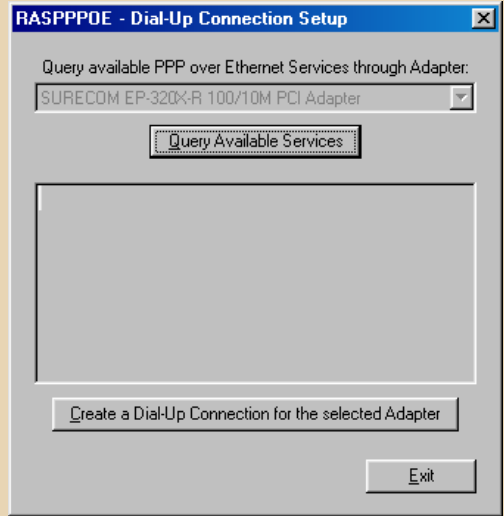 RASPPPOE - Dial-Up Connection Setup
Query available PPP over Ethernet Services through Adapter:
SURECOM EP-320X-R 100/10M PCI Adapter
Query Available Services
Create a Dial-Up Connection for the selected Adapter
Exit